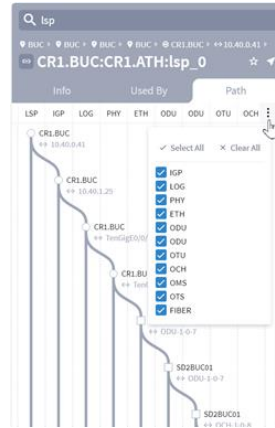 lsp
BUC • BUC • BUC • BUC • CR1.BUC • 10.40.0.41
CR1.BUC:CR1.ATH:lsp_0
Info Used By Path
LSP IGP LOG PHY ETH ODU ODU OTU OCH
CR1.BUC
10.40.0.41
Select All Clear All
CR1.BUC
10.40.1.25
IGP
LOG
PHY
ETH
ODU
ODU
OTU
OCH
OMS
OTS
FIBER
CR1.BUC
TenGigE0/0/
CR1.BU
ODU-1-0-7
SD2BUC01
ODU-1-0-7
SD2BUC01
OCH-1-0-8